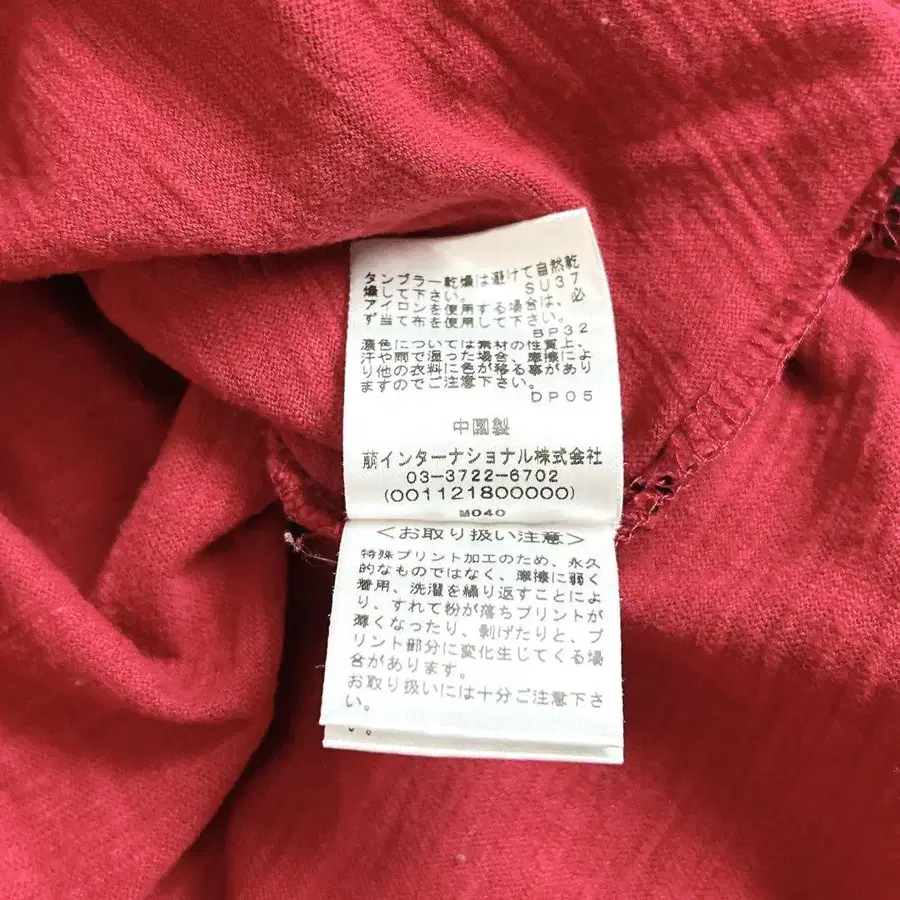 タンブラー乾燥は避けて自然乾
燥して下さい。 SU37
アイロンを使用する場合は、必
ず当て布を使用して下さい。
BP32
濃色については素材の性質上、
汗や雨で湿った場合、摩擦によ
り他の衣料に色が移る事があり
ますのでご注意下さい。
DP05
中国製
萠インターナショナル株式会社
03-3722-6702
(001121800000)
M040
<お取り扱い注意>
特殊プリント加工のため、永久
的なものではなく、摩擦に弱く
着用、洗濯を繰り返すことによ
り、すれて粉が落ちプリントが
薄くなったり、剥げたりと、プ
リント部分に変化生じてくる場
合があります。
お取り扱いには十分ご注意下さ
い。